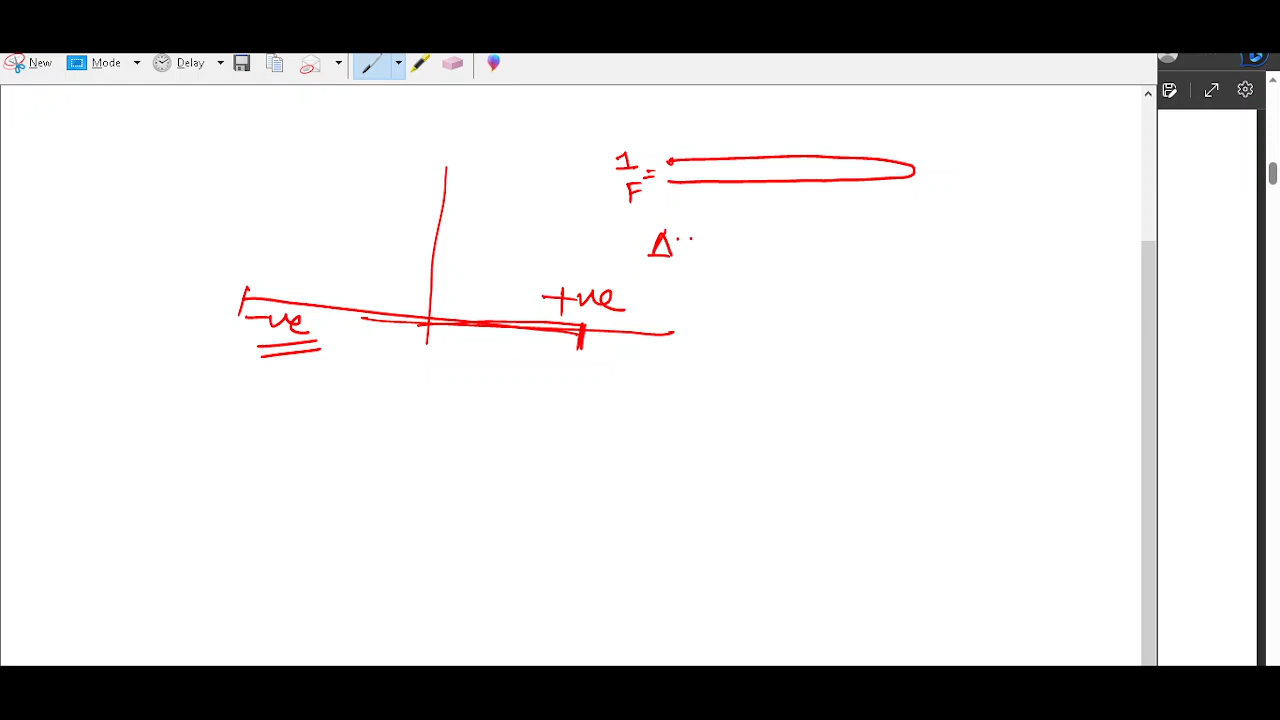 New Mode Delay
1
F =
Δ..
+ve
-ve